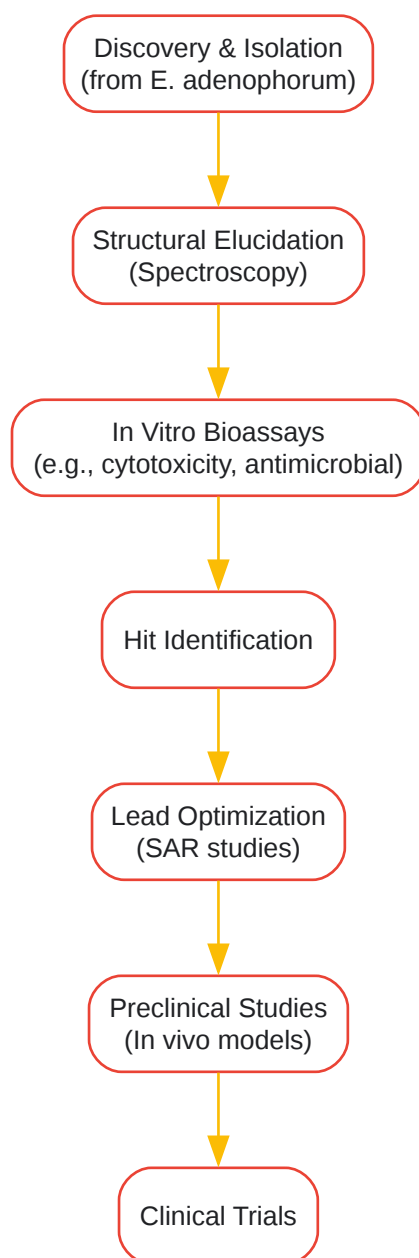 Discovery & Isolation
(from E. adenophorum)
Structural Elucidation
(Spectroscopy)
In Vitro Bioassays
(e.g., cytotoxicity, antimicrobial)
Hit Identification
Lead Optimization
(SAR studies)
Preclinical Studies
(In vivo models)
Clinical Trials